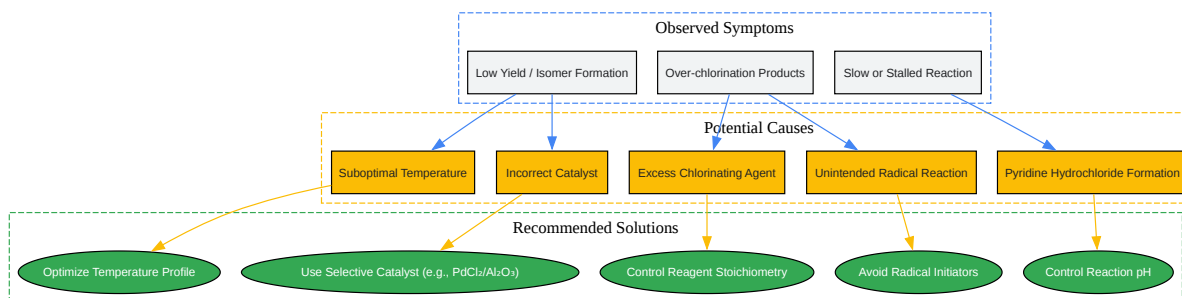 Observed Symptoms
Low Yield / Isomer Formation
Over-chlorination Products
Slow or Stalled Reaction
Potential Causes
Suboptimal Temperature
Incorrect Catalyst
Excess Chlorinating Agent
Unintended Radical Reaction
Pyridine Hydrochloride Formation
Recommended Solutions
Optimize Temperature Profile
Use Selective Catalyst (e.g., PdCl₂/Al₂O₃)
Control Reagent Stoichiometry
Avoid Radical Initiators
Control Reaction pH